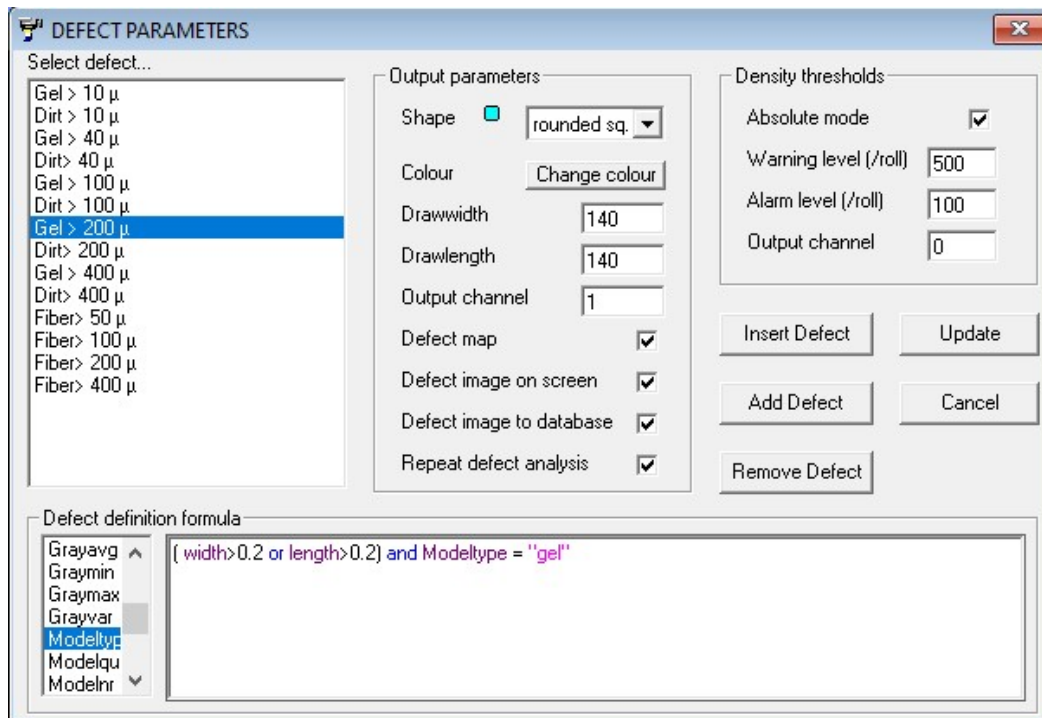 DEFECT PARAMETERS
Select defect...
Gel > 10 µ
Dirt > 10 µ
Gel > 40 µ
Dirt> 40 µ
Gel > 100 µ
Dirt > 100 µ
Gel > 200 µ
Dirt> 200 µ
Gel > 400 µ
Dirt> 400 µ
Fiber> 50 µ
Fiber> 100 µ
Fiber> 200 µ
Fiber> 400 µ
Output parameters
Shape rounded sq.
Colour Change colour
Drawwidth 140
Drawlength 140
Output channel 1
Defect map
Defect image on screen
Defect image to database
Repeat defect analysis
Density thresholds
Absolute mode
Warning level (/roll) 500
Alarm level (/roll) 100
Output channel 0
Insert Defect Update
Add Defect Cancel
Remove Defect
Defect definition formula
Grayavg
Graymin
Graymax
Grayvar
Modeltyp
Modelqu
Modelnr
( width>0.2 or length>0.2) and Modeltype = "gel"